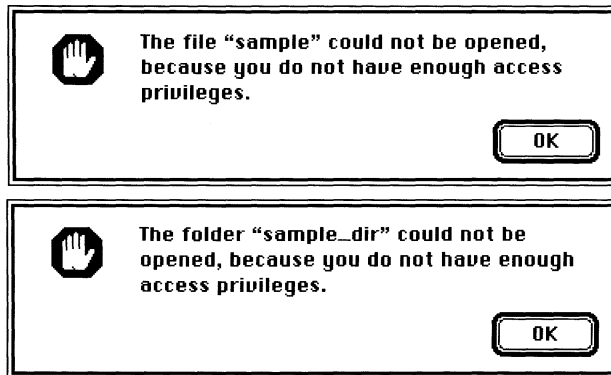 The file “sample” could not be opened,
because you do not have enough access
privileges.
OK
The folder “sample_dir” could not be
opened, because you do not have enough
access privileges.
OK